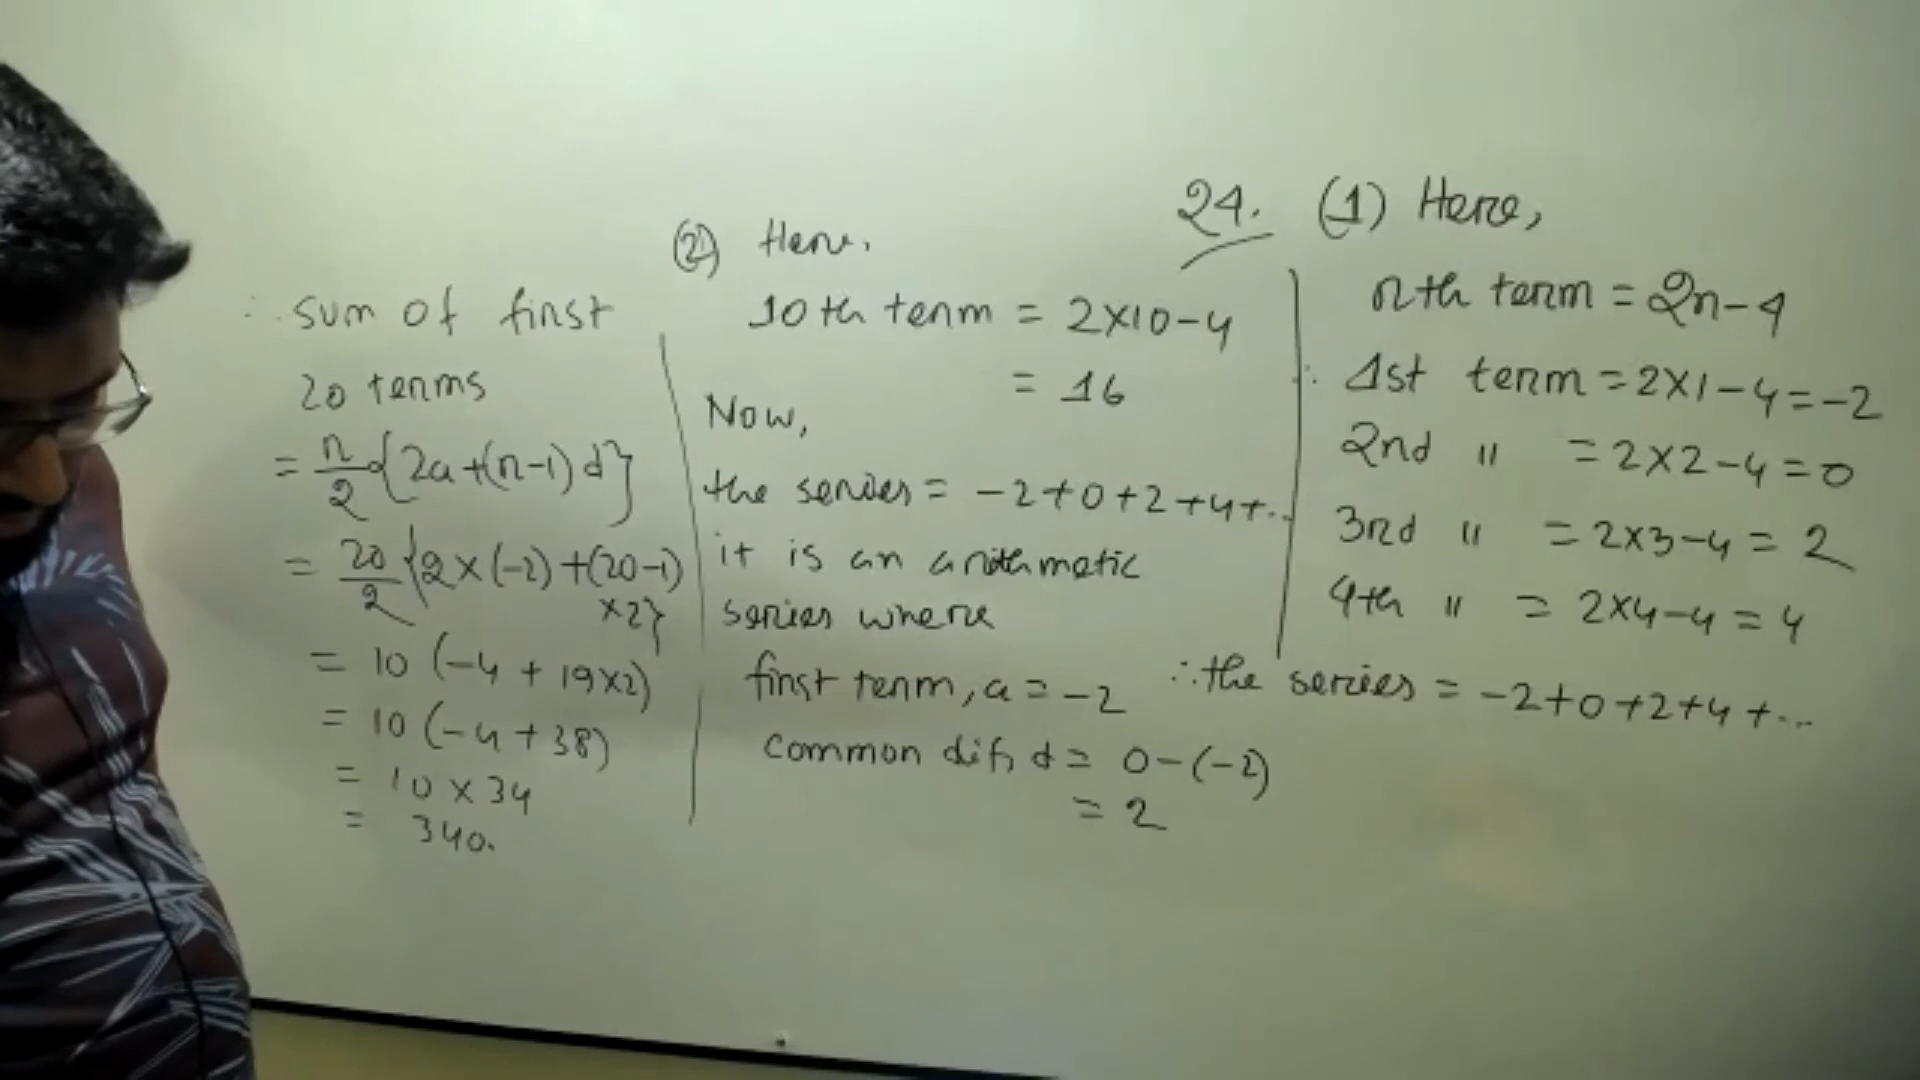 24. (1) Here,
nth term = 2n-4
∴ 1st term = 2×1-4=-2
2nd " = 2×2-4=0
3rd " = 2×3-4=2
4th " = 2×4-4=4
∴ the series = -2+0+2+4+...
(2) Here,
10th term = 2×10-4
= 16
Now,
the series = -2+0+2+4+...
it is an arithmetic
series where
first term, a = -2
common dif, d = 0-(-2)
= 2
∴ sum of first
20 terms
= n/2 {2a+(n-1)d}
= 20/2 {2×(-2)+(20-1)
×2}
= 10 (-4+19×2)
= 10 (-4+38)
= 10×34
= 340.